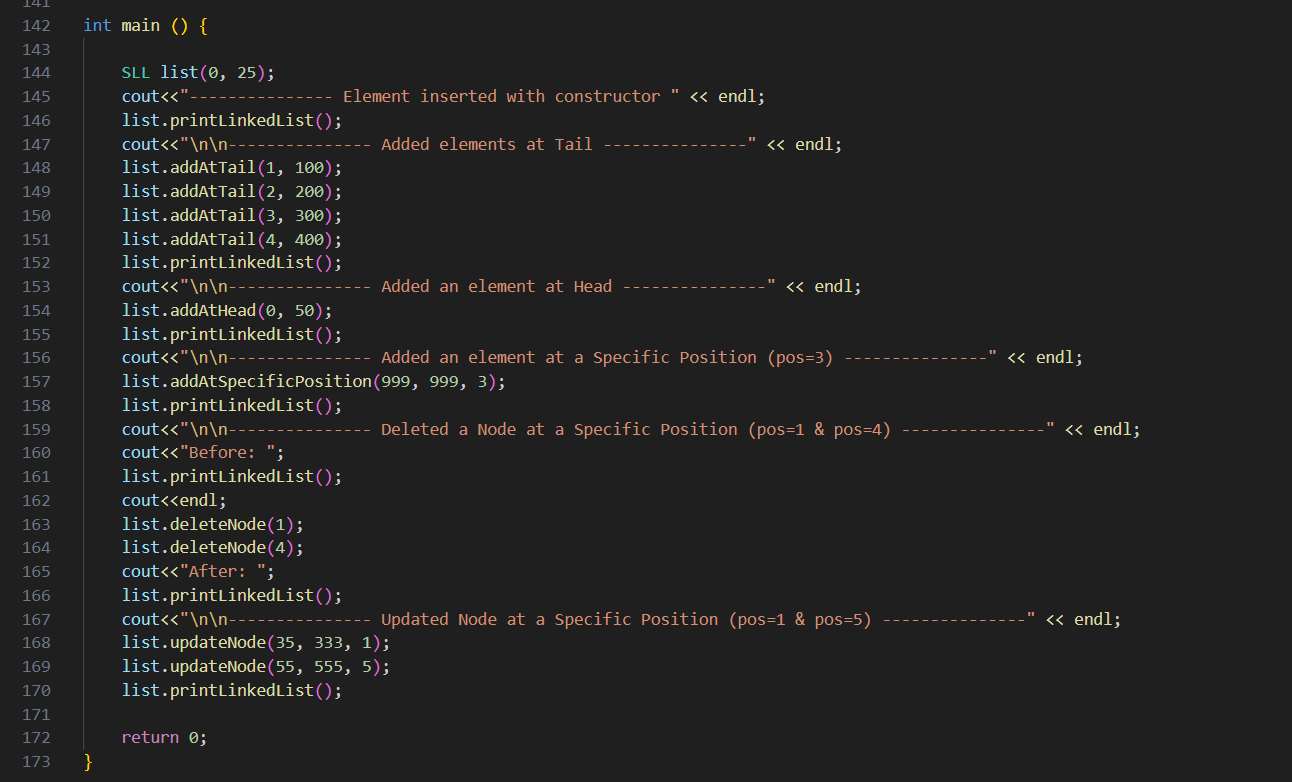 141
142 int main () {
143
144 SLL list(0, 25);
145 cout<<"--------------- Element inserted with constructor " << endl;
146 list.printLinkedList();
147 cout<<"\n\n--------------- Added elements at Tail ---------------" << endl;
148 list.addAtTail(1, 100);
149 list.addAtTail(2, 200);
150 list.addAtTail(3, 300);
151 list.addAtTail(4, 400);
152 list.printLinkedList();
153 cout<<"\n\n--------------- Added an element at Head ---------------" << endl;
154 list.addAtHead(0, 50);
155 list.printLinkedList();
156 cout<<"\n\n--------------- Added an element at a Specific Position (pos=3) ---------------" << endl;
157 list.addAtSpecificPosition(999, 999, 3);
158 list.printLinkedList();
159 cout<<"\n\n--------------- Deleted a Node at a Specific Position (pos=1 & pos=4) ---------------" << endl;
160 cout<<"Before: ";
161 list.printLinkedList();
162 cout<<endl;
163 list.deleteNode(1);
164 list.deleteNode(4);
165 cout<<"After: ";
166 list.printLinkedList();
167 cout<<"\n\n--------------- Updated Node at a Specific Position (pos=1 & pos=5) ---------------" << endl;
168 list.updateNode(35, 333, 1);
169 list.updateNode(55, 555, 5);
170 list.printLinkedList();
171
172 return 0;
173 }